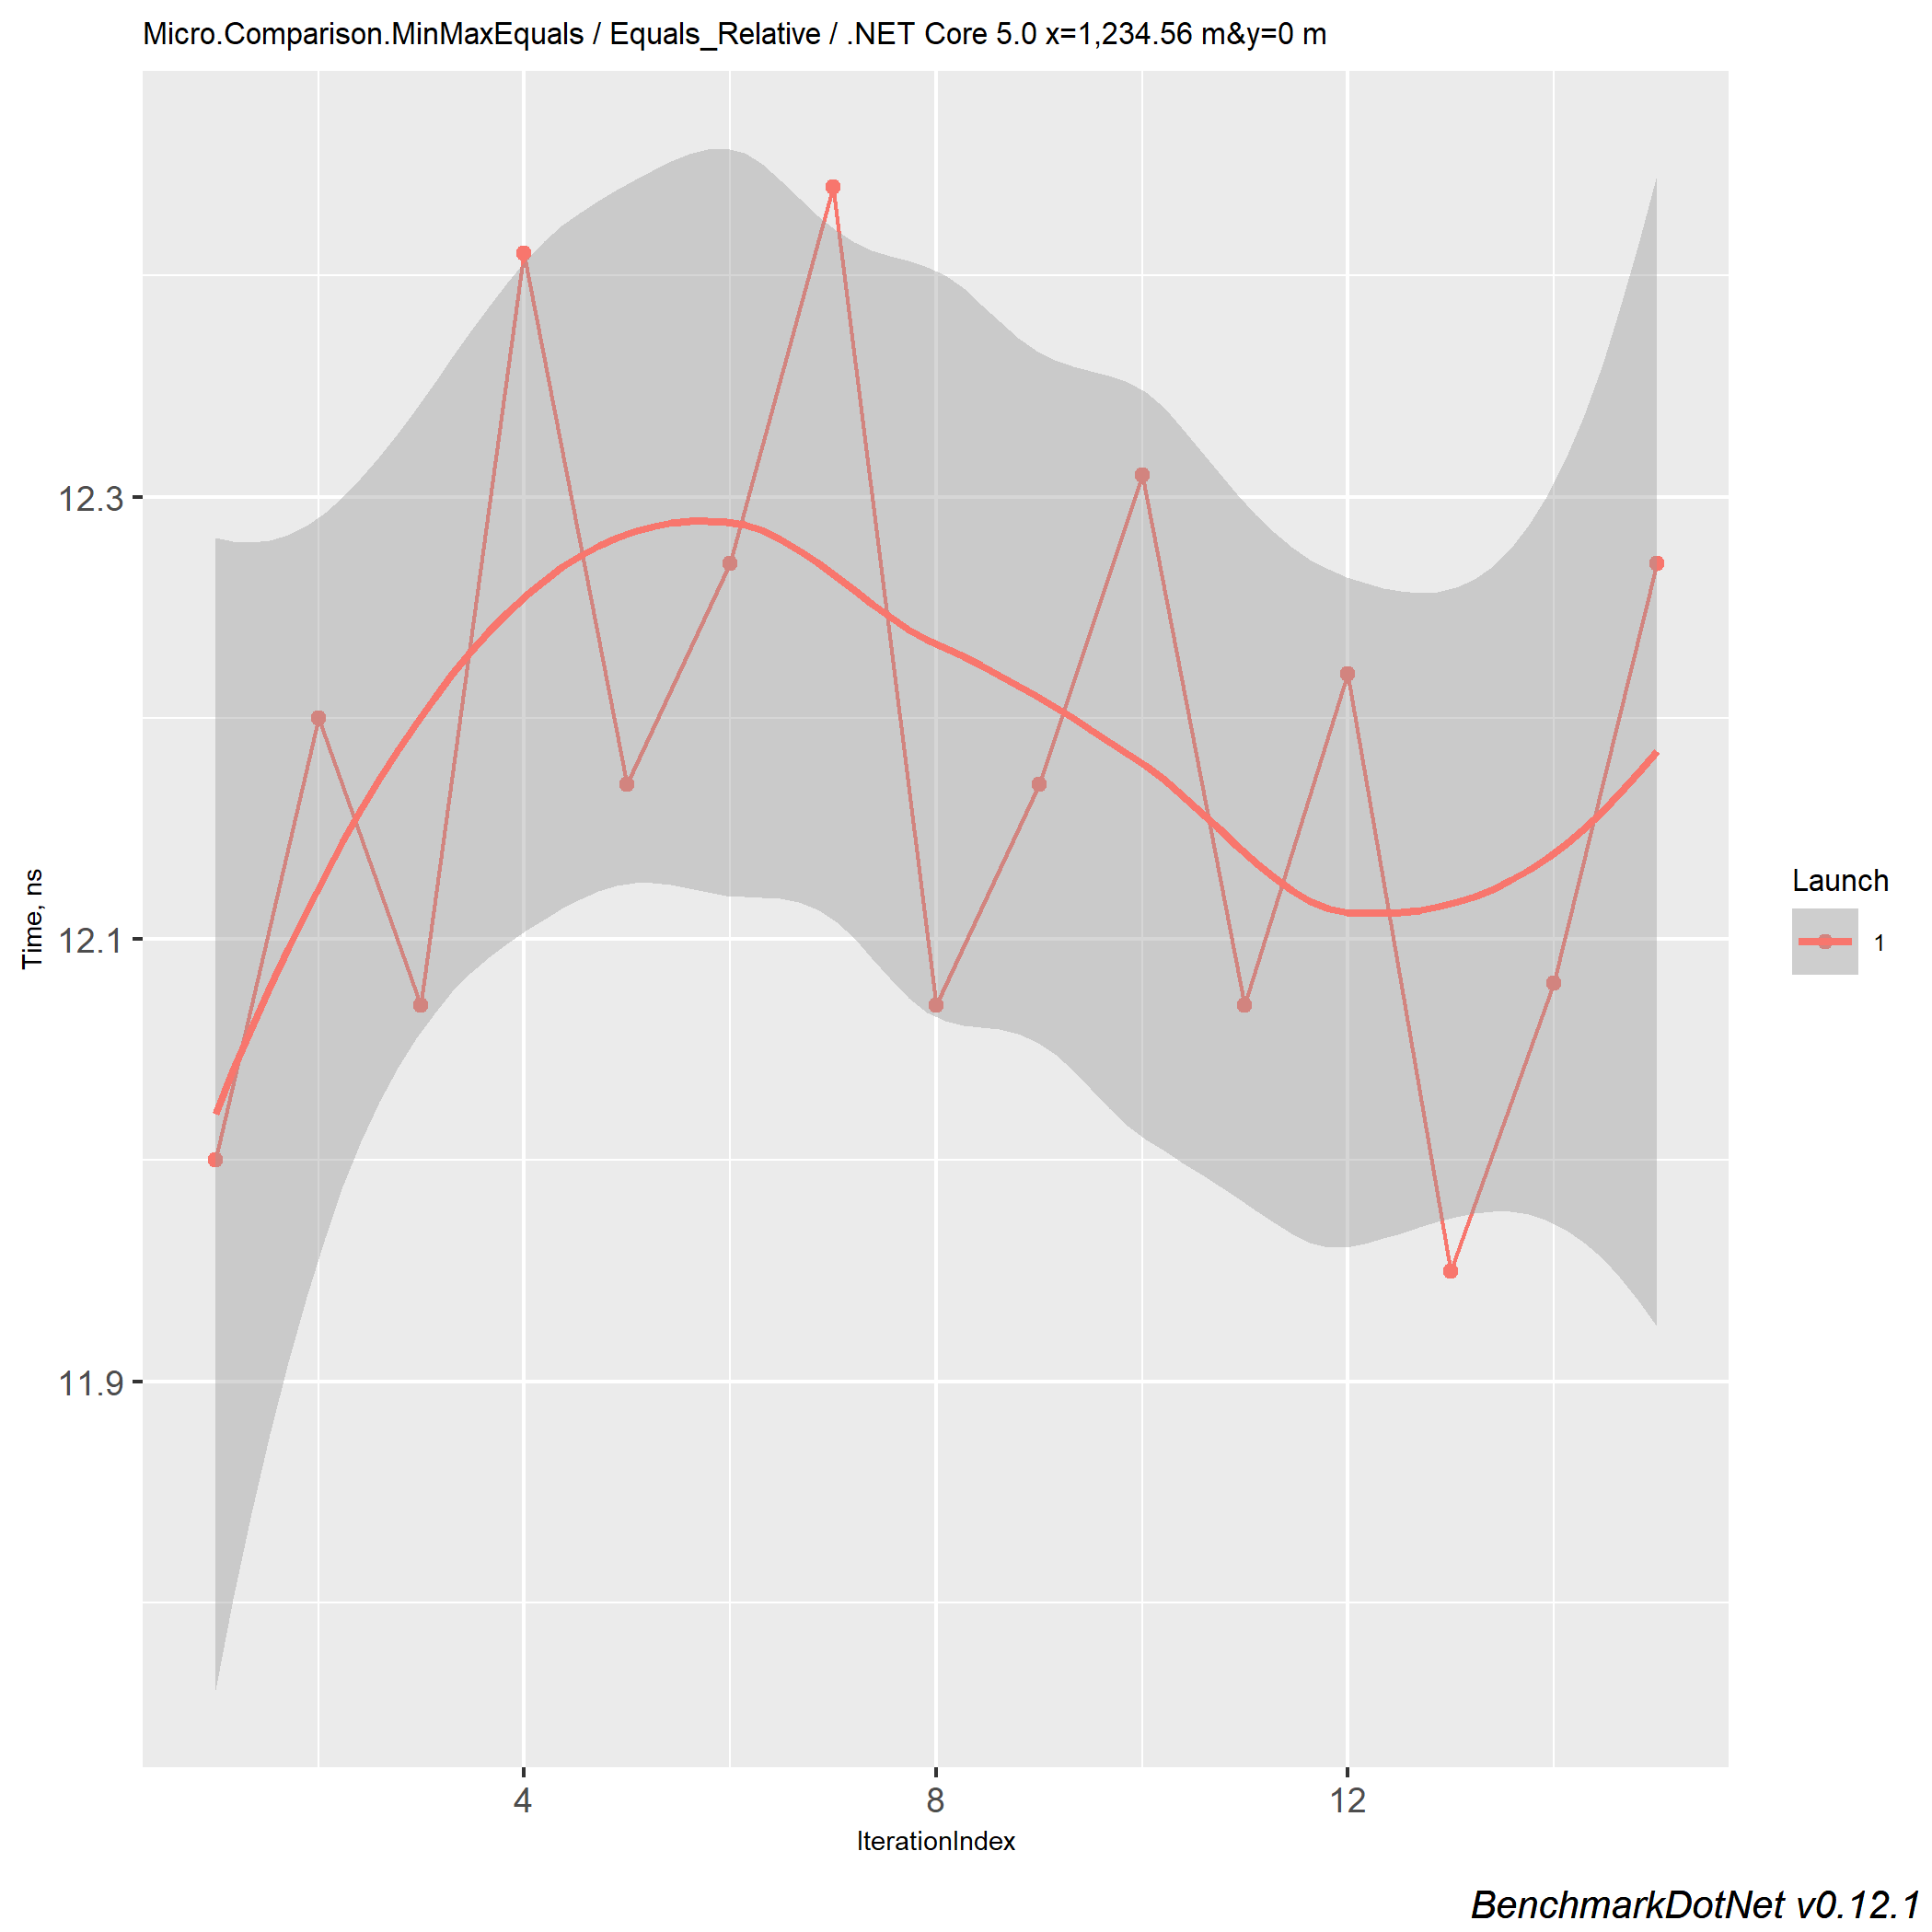 Micro.Comparison.MinMaxEquals / Equals_Relative / .NET Core 5.0 x=1,234.56 m&y=0 m
12.3
12.1
11.9
Time, ns
4
8
12
IterationIndex
Launch
1
BenchmarkDotNet v0.12.1